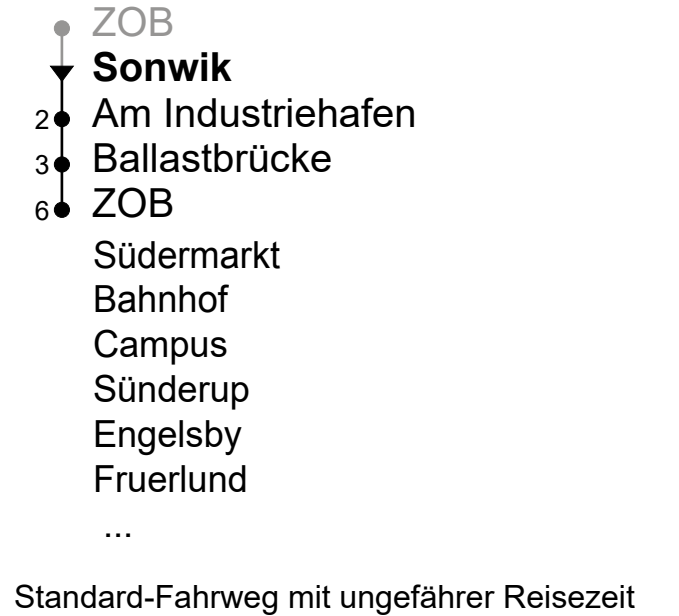 ZOB
Sonwik
2 Am Industriehafen
3 Ballastbrücke
6 ZOB
Südermarkt
Bahnhof
Campus
Sünderup
Engelsby
Fruerlund
...
Standard-Fahrweg mit ungefährer Reisezeit